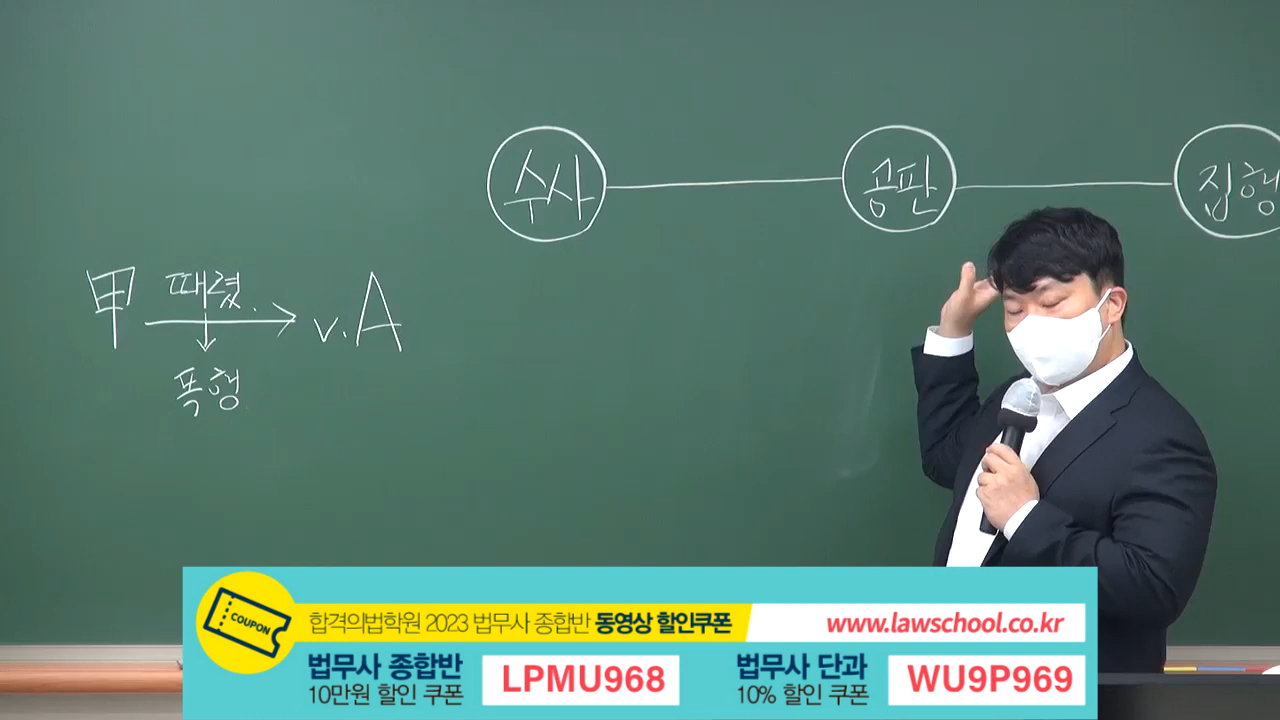 수사 공판 집행
甲 때렸. v.A
폭행
COUPON
합격의법학원 2023 법무사 종합반 동영상 할인쿠폰 www.lawschool.co.kr
법무사 종합반 LPMU968 법무사 단과 WU9P969
10만원 할인 쿠폰 10% 할인 쿠폰